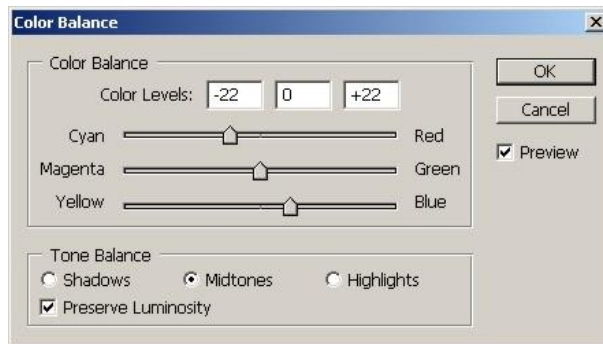 Color Balance
Color Balance
OK
Color Levels: -22 0 +22
Cancel
Cyan Red
Preview
Magenta Green
Yellow Blue
Tone Balance
Shadows Midtones Highlights
Preserve Luminosity